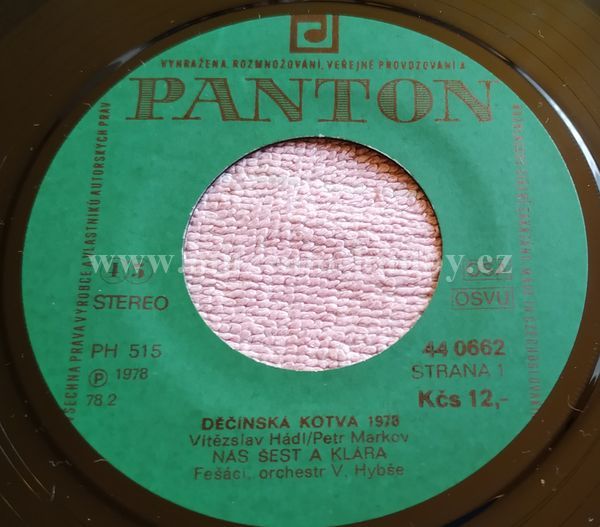 VYHRAŽENA. ROZMNOŽOVÁNÍ, VEŘEJNÉ PROVOZOVÁNÍ A
PANTON
VŠECHNA PRÁVA VÝROBCE A VLASTNÍKŮ AUTORSKÝCH PRÁV
45
STEREO
OSVU
PH 515
Ⓟ 1978
78.2
44 0662
STRANA 1
Kčs 12,-
DĚČÍNSKÁ KOTVA 1978
Vítězslav Hádl/Petr Markov
NÁS ŠEST A KLÁRA
Fešáci, orchestr V. Hybše